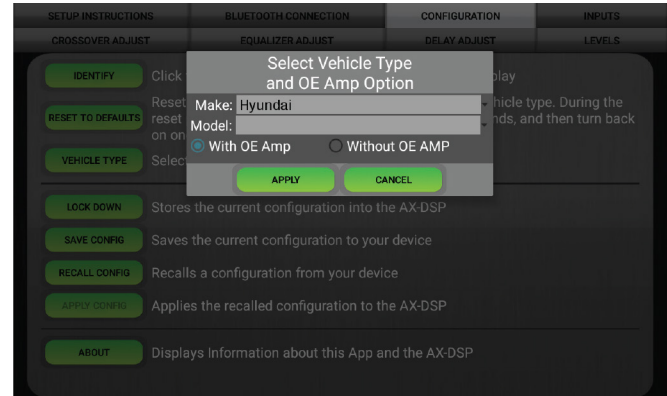 SETUP INSTRUCTIONS BLUETOOTH CONNECTION CONFIGURATION INPUTS
CROSSOVER ADJUST EQUALIZER ADJUST DELAY ADJUST LEVELS
Select Vehicle Type
and OE Amp Option
Make: Hyundai
Model:
With OE Amp Without OE AMP
APPLY CANCEL
IDENTIFY Click play
RESET TO DEFAULTS Reset hicle type. During the
reset nds, and then turn back
on on
VEHICLE TYPE Selec
LOCK DOWN Stores the current configuration into the AX-DSP
SAVE CONFIG Saves the current configuration to your device
RECALL CONFIG Recalls a configuration from your device
APPLY CONFIG Applies the recalled configuration to the AX-DSP
ABOUT Displays Information about this App and the AX-DSP